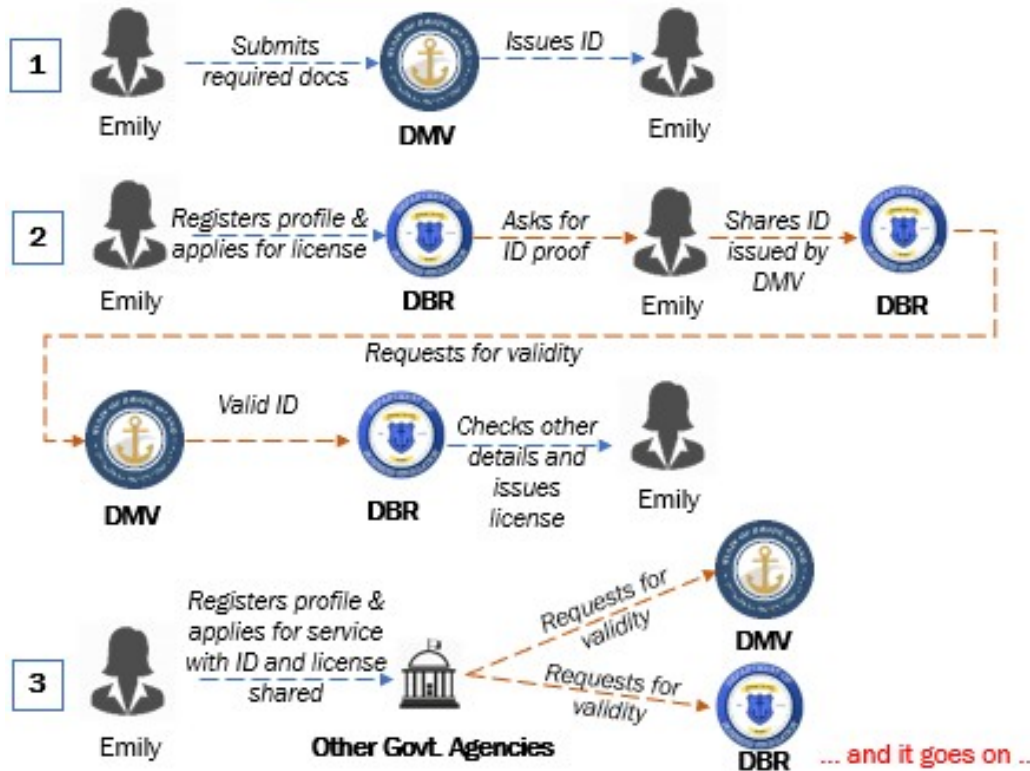 1
Submits
required docs
Issues ID
Emily
DMV
Emily
2
Registers profile &
applies for license
Asks for
ID proof
Shares ID
issued by
DMV
Emily
DBR
Emily
DBR
Requests for validity
Valid ID
Checks other
details and
issues
license
DMV
DBR
Emily
3
Registers profile &
applies for service
with ID and license
shared
Requests for
validity
DMV
Requests for
validity
Emily
Other Govt. Agencies
DBR
... and it goes on ..